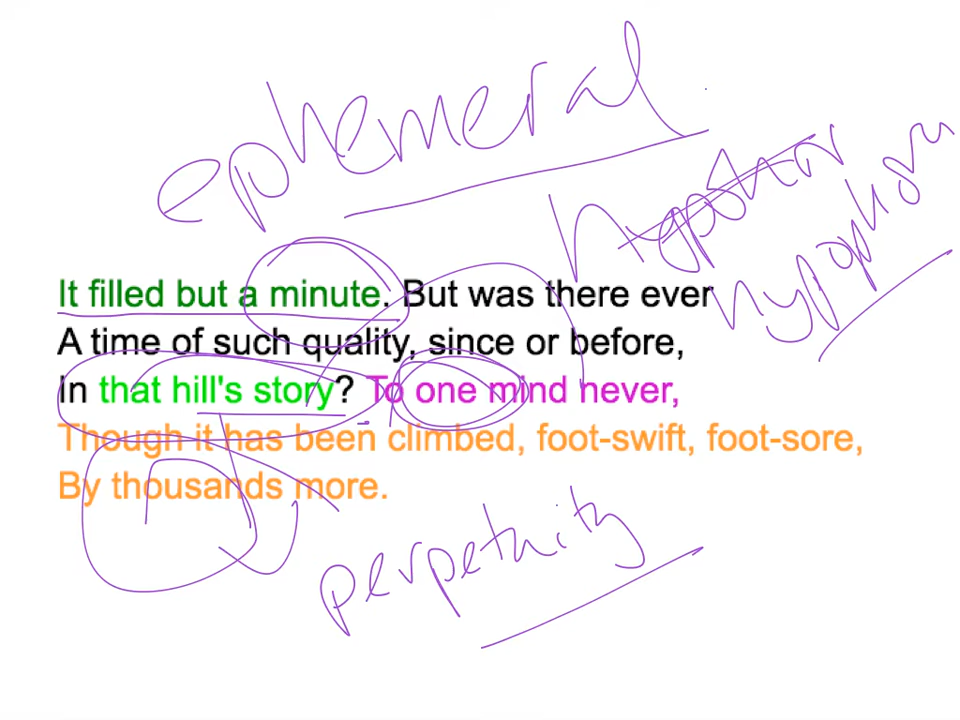 ephemeral
hypophora
It filled but a minute. But was there ever
A time of such quality, since or before,
In that hill's story? To one mind never,
Though it has been climbed, foot-swift, foot-sore,
By thousands more.
perpetuity